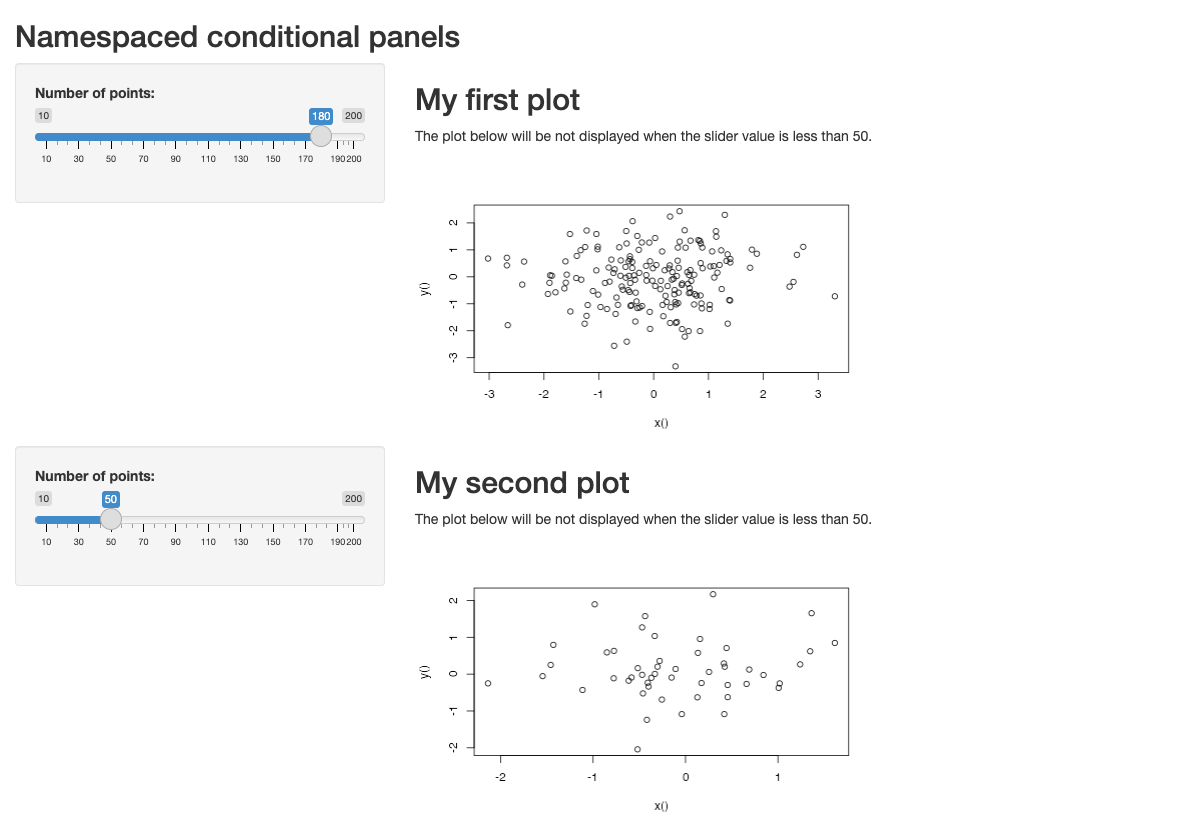 Namespaced conditional panels
Number of points:
10 180 200
10 30 50 70 90 110 130 150 170 190 200
My first plot
The plot below will be not displayed when the slider value is less than 50.
y()
2
1
0
-1
-2
-3
-3 -2 -1 0 1 2 3
x()
Number of points:
10 50 200
10 30 50 70 90 110 130 150 170 190 200
My second plot
The plot below will be not displayed when the slider value is less than 50.
y()
2
1
0
-1
-2
-2 -1 0 1
x()